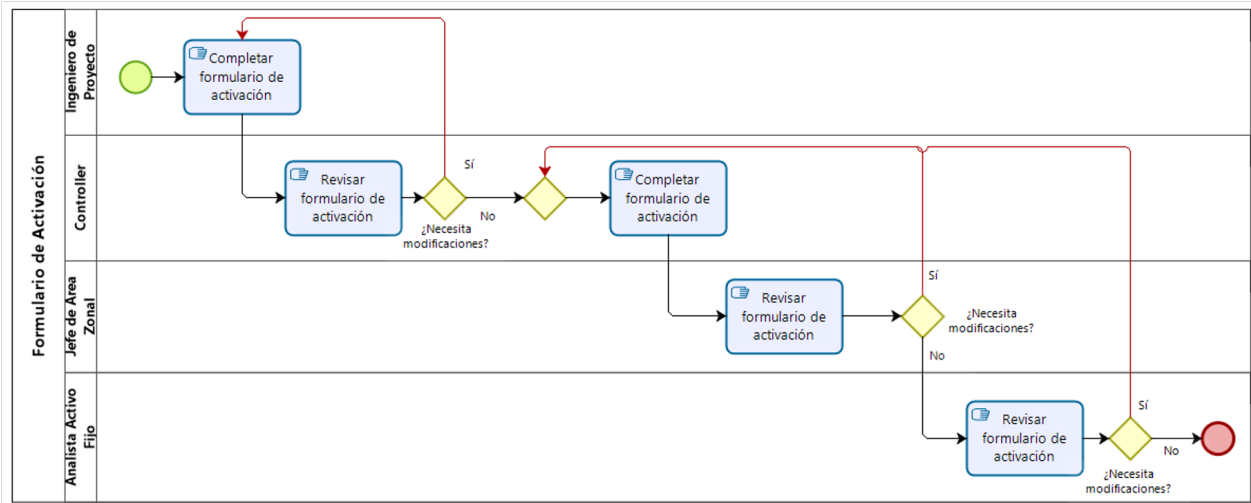 Formulario de Activación
Ingeniero de
Proyecto
Completar
formulario de
activación
Controller
Revisar
formulario de
activación
Sí
No
¿Necesita
modificaciones?
Completar
formulario de
activación
Jefe de Area
Zonal
Revisar
formulario de
activación
Sí
¿Necesita
modificaciones?
No
Analista Activo
Fijo
Revisar
formulario de
activación
Sí
No
¿Necesita
modificaciones?